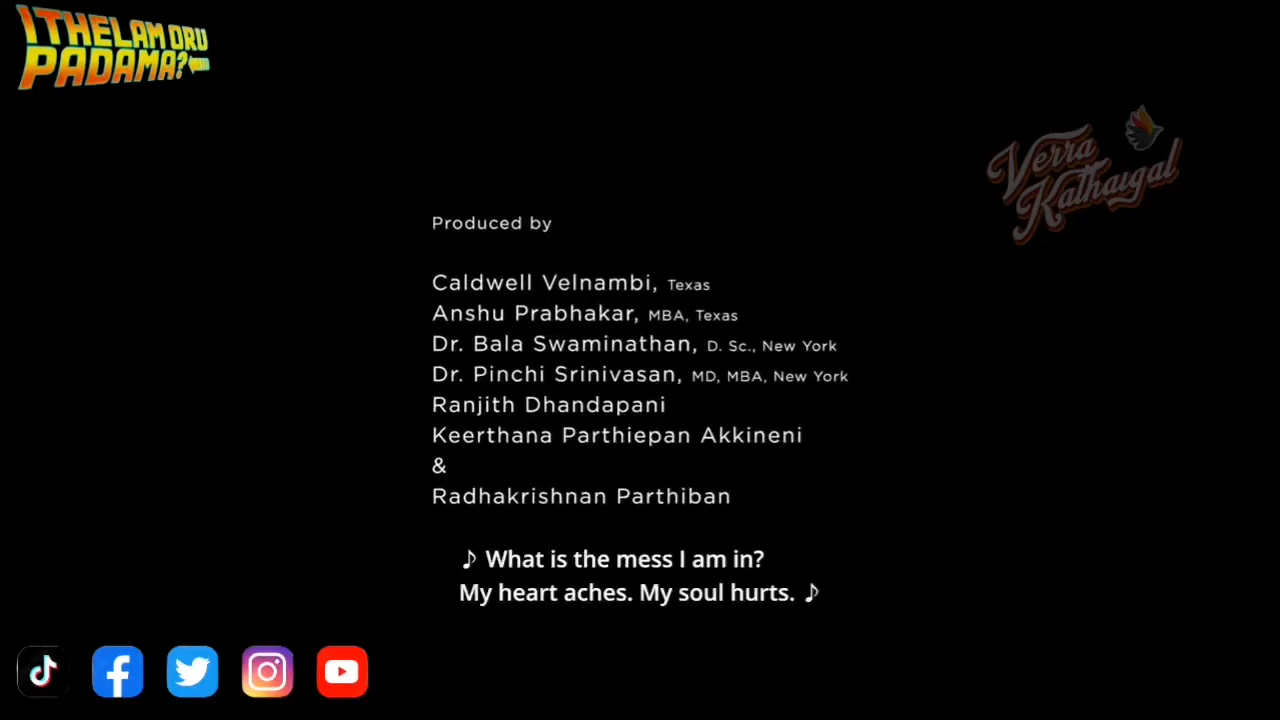 ITHELAM ORU
PADAMA?
Verra
Kathaigal
Produced by
Caldwell Velnambi, Texas
Anshu Prabhakar, MBA, Texas
Dr. Bala Swaminathan, D. Sc., New York
Dr. Pinchi Srinivasan, MD, MBA, New York
Ranjith Dhandapani
Keerthana Parthiepan Akkineni
&
Radhakrishnan Parthiban
♪ What is the mess I am in?
My heart aches. My soul hurts. ♪